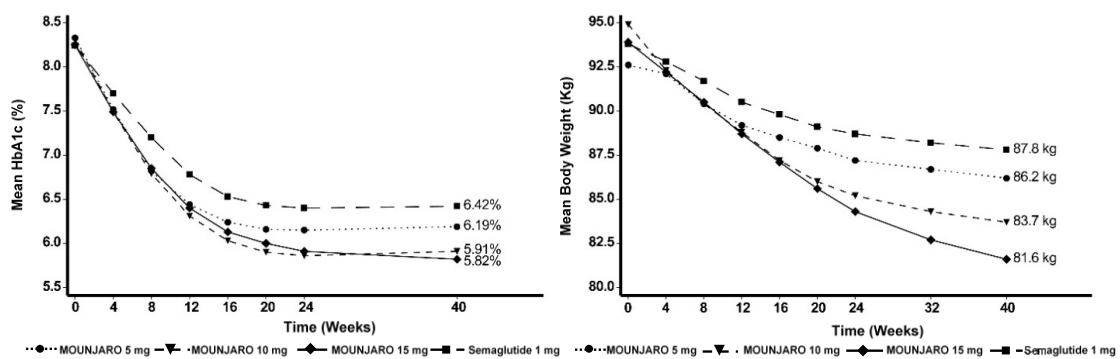 Mean HbA1c (%)
8.5
8.0
7.5
7.0
6.5
6.0
5.5
6.42%
6.19%
5.91%
5.82%
0 4 8 12 16 20 24 40
Time (Weeks)
MOUNJARO 5 mg MOUNJARO 10 mg MOUNJARO 15 mg Semaglutide 1 mg
Mean Body Weight (Kg)
95.0
92.5
90.0
87.5
85.0
82.5
80.0
87.8 kg
86.2 kg
83.7 kg
81.6 kg
0 4 8 12 16 20 24 32 40
Time (Weeks)
MOUNJARO 5 mg MOUNJARO 10 mg MOUNJARO 15 mg Semaglutide 1 mg